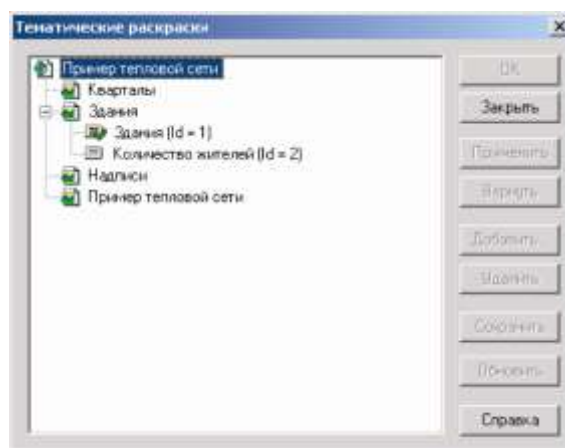 Тематические раскраски
Пример тепловой сети
Кварталы
Здания
Здания (Id = 1)
Количество жителей (Id = 2)
Надписи
Пример тепловой сети
OK
Закрыть
Применить
Вернуть
Добавить
Удалить
Сохранить
Обновить
Справка